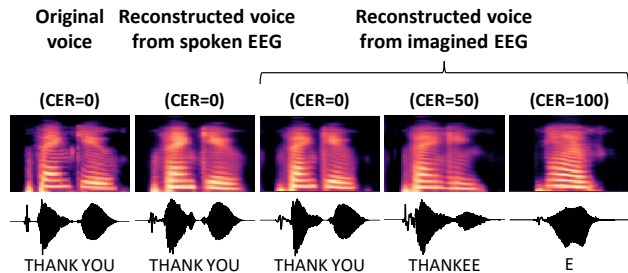 Original voice
Reconstructed voice from spoken EEG
Reconstructed voice from imagined EEG
(CER=0) (CER=0) (CER=0) (CER=50) (CER=100)
THANK YOU THANK YOU THANK YOU THANKEE E